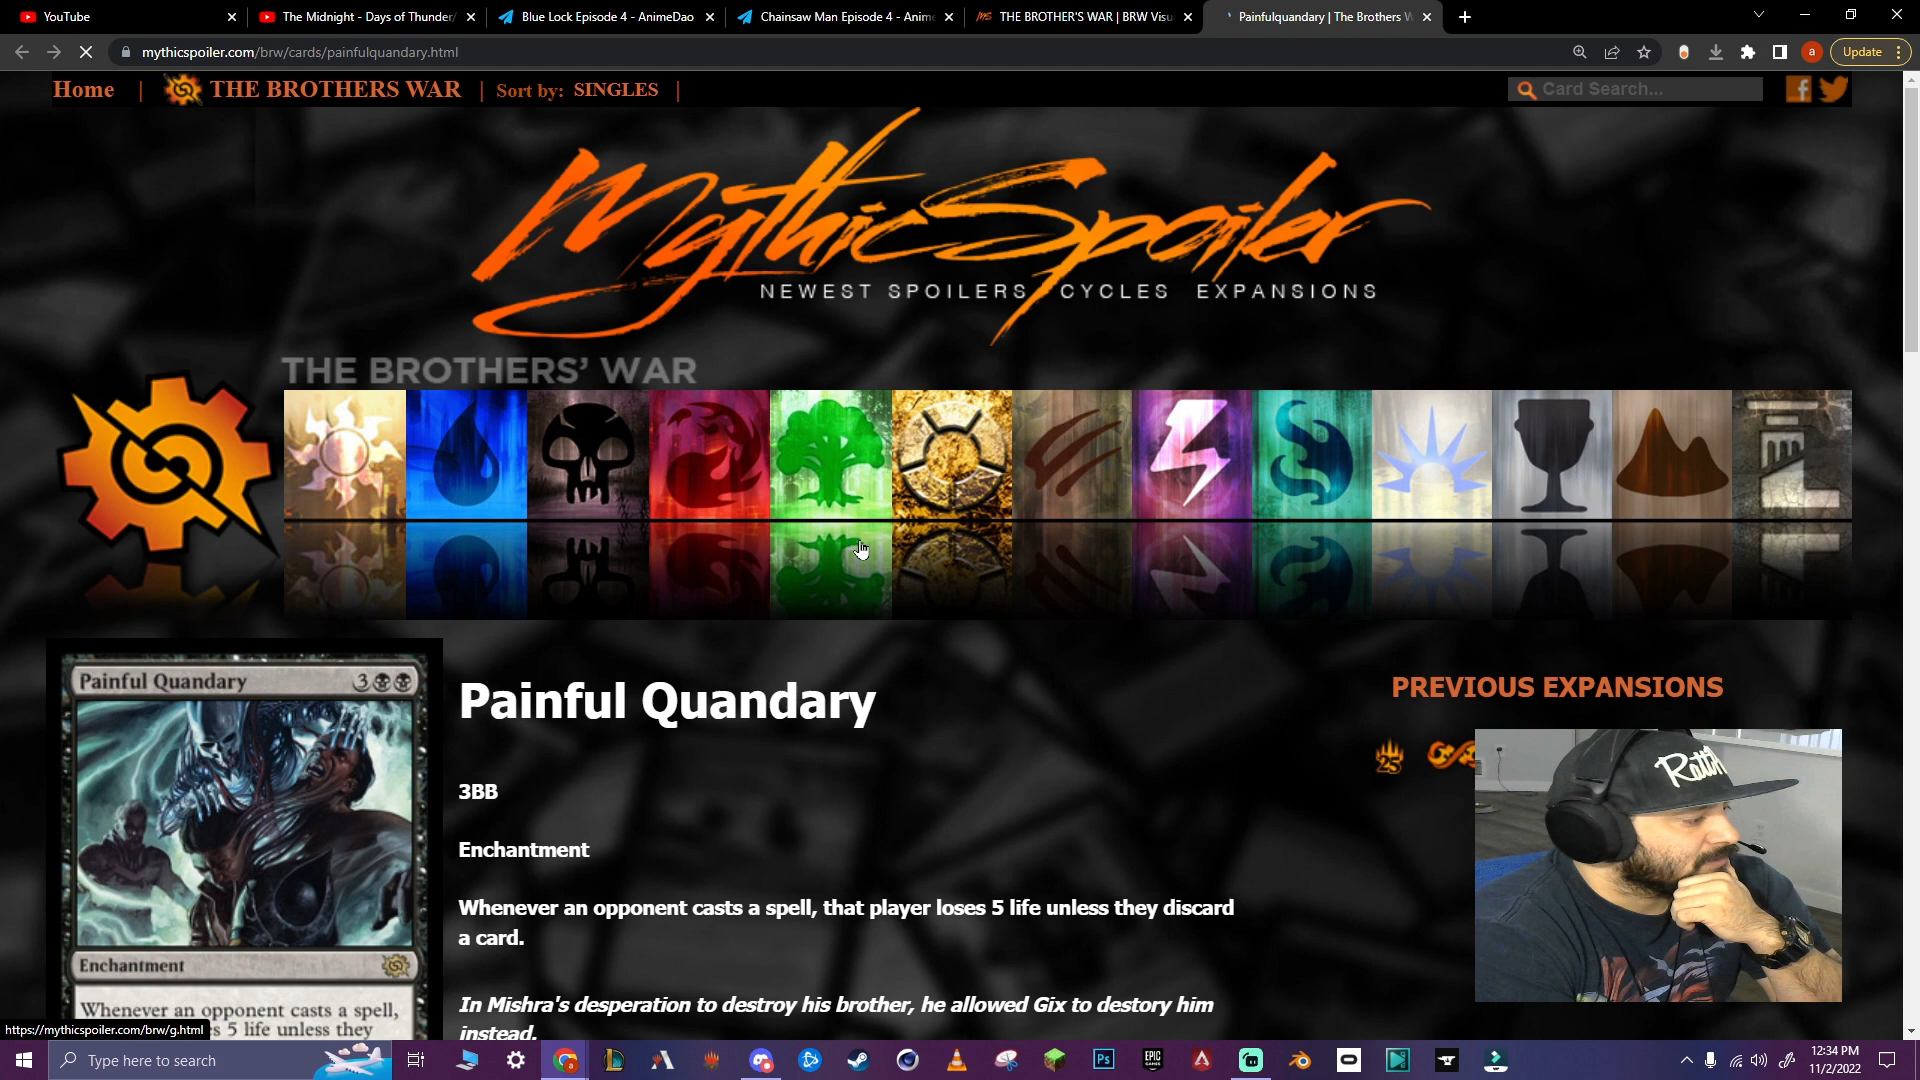 YouTube
The Midnight - Days of Thunder/
Blue Lock Episode 4 - AnimeDao
Chainsaw Man Episode 4 - Anime
THE BROTHER'S WAR | BRW Visu
Painfulquandary | The Brothers W
mythicspoiler.com/brw/cards/painfulquandary.html
a
Update
Home | THE BROTHERS WAR | Sort by: SINGLES |
Card Search...
MythicSpoiler
NEWEST SPOILERS CYCLES EXPANSIONS
THE BROTHERS' WAR
Painful Quandary 3
Enchantment
Whenever an opponent casts a spell,
es 5 life unless they
Painful Quandary
3BB
Enchantment
Whenever an opponent casts a spell, that player loses 5 life unless they discard
a card.
In Mishra's desperation to destroy his brother, he allowed Gix to destory him
instead.
PREVIOUS EXPANSIONS
25
https://mythicspoiler.com/brw/g.html
Type here to search
Ps
EPIC
GAMES
12:34 PM
11/2/2022